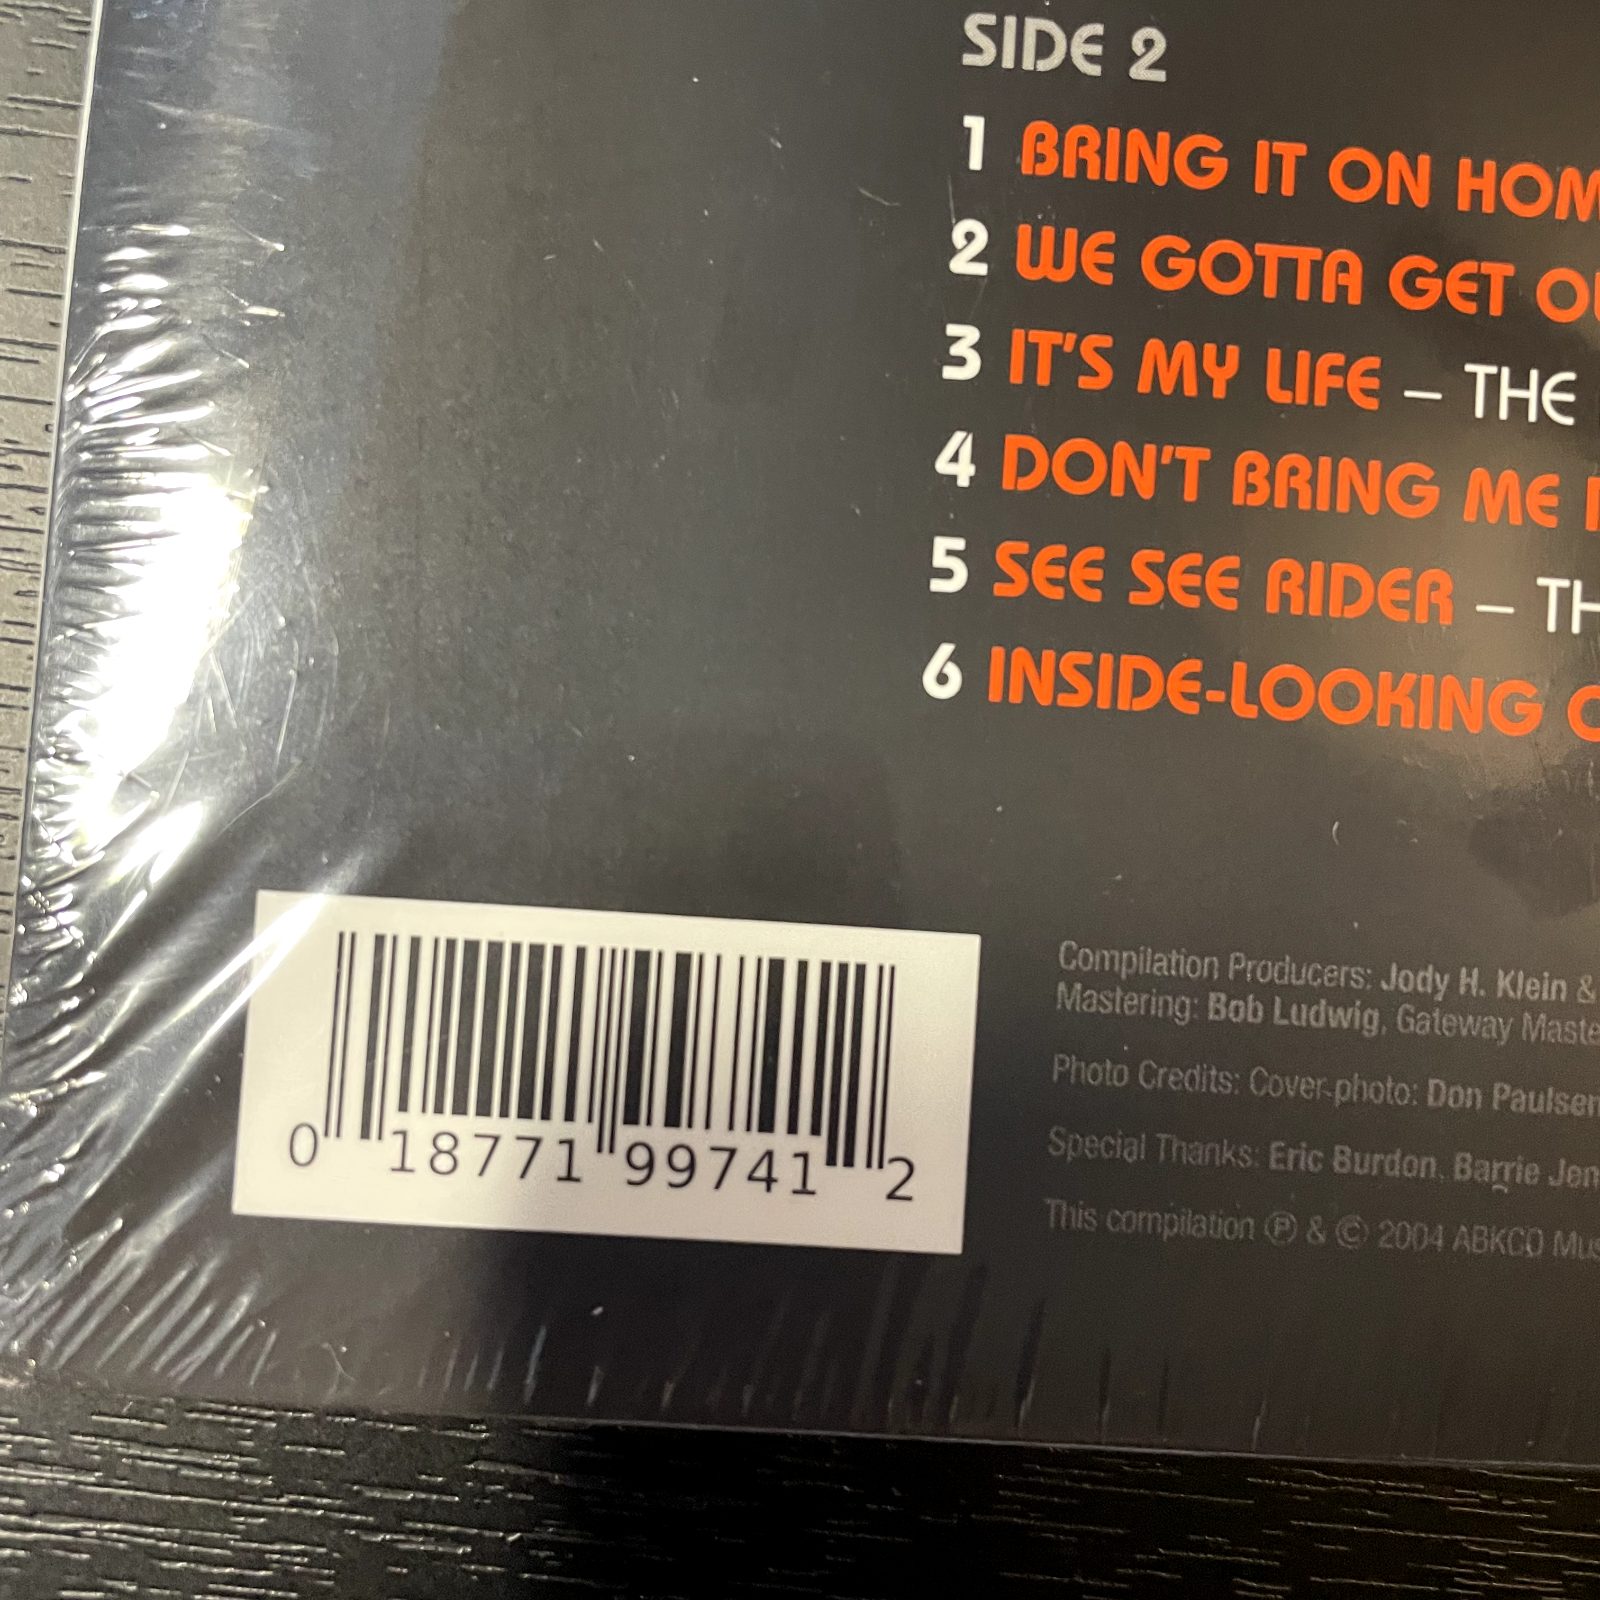 SIDE 2
1 BRING IT ON HOM
2 WE GOTTA GET
3 IT'S MY LIFE – THE
4 DON'T BRING ME
5 SEE SEE RIDER – TH
6 INSIDE-LOOKING
Compilation Producers: Jody H. Klein &
Mastering: Bob Ludwig, Gateway Maste
Photo Credits: Cover photo: Don Paulsen
Special Thanks: Eric Burdon, Barrie Jen
This compilation ℗ & © 2004 ABKCO Mus
0 18771 99741 2